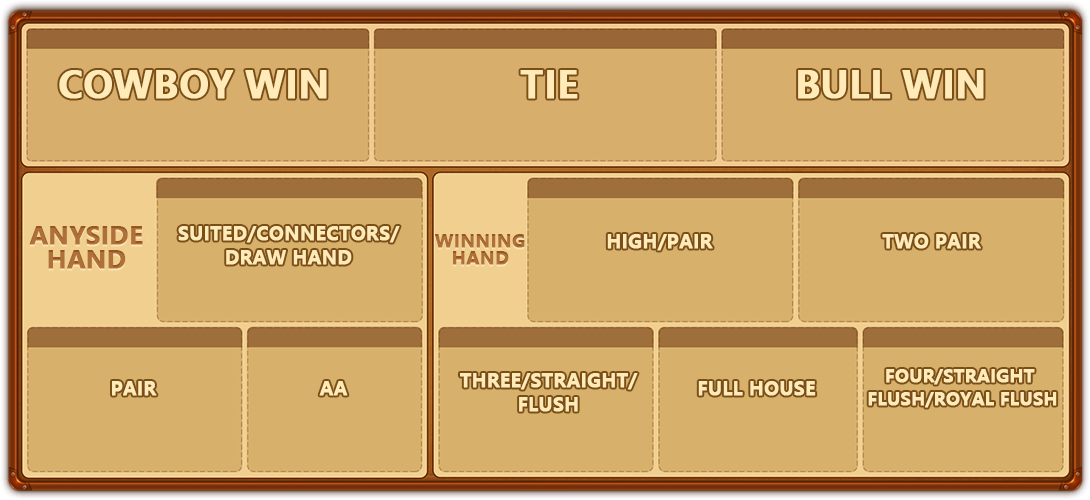 COWBOY WIN
TIE
BULL WIN
ANYSIDE
HAND
SUITED/CONNECTORS/
DRAW HAND
PAIR
AA
WINNING
HAND
HIGH/PAIR
TWO PAIR
THREE/STRAIGHT/
FLUSH
FULL HOUSE
FOUR/STRAIGHT
FLUSH/ROYAL FLUSH